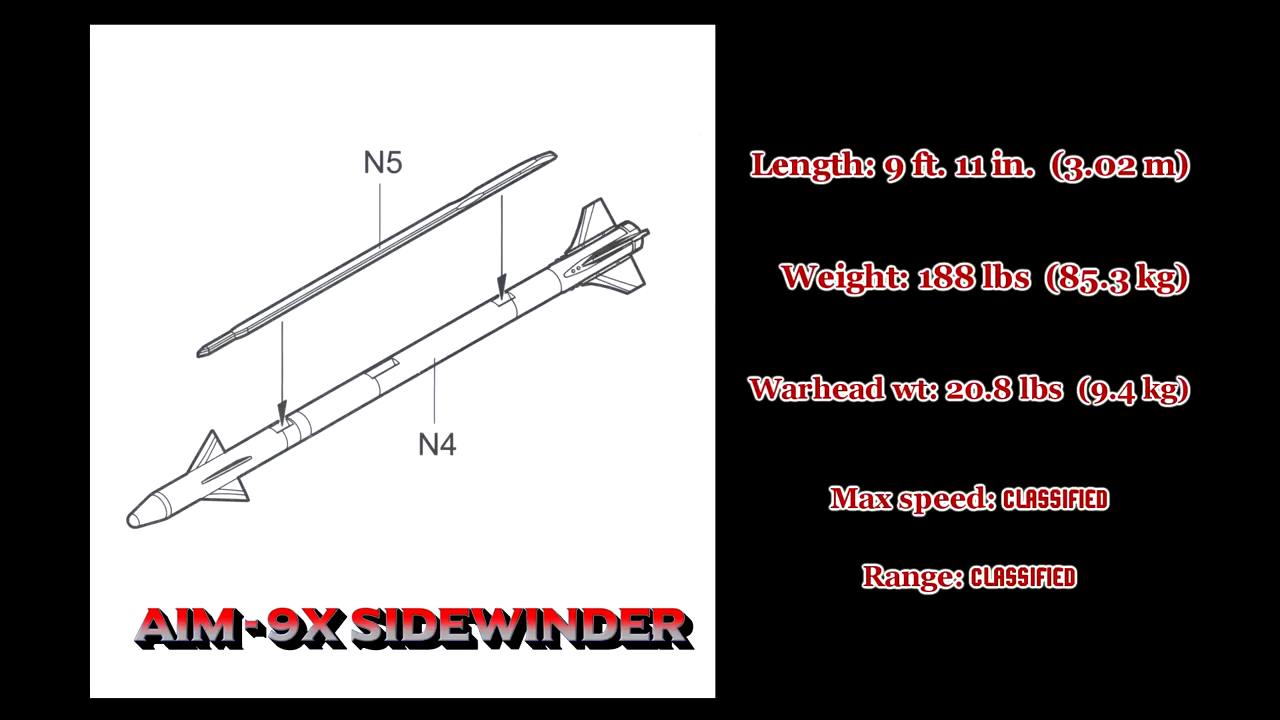 N5
N4
AIM-9X SIDEWINDER
Length: 9 ft. 11 in. (3.02 m)
Weight: 188 lbs (85.3 kg)
Warhead wt: 20.8 lbs (9.4 kg)
Max speed: CLASSIFIED
Range: CLASSIFIED